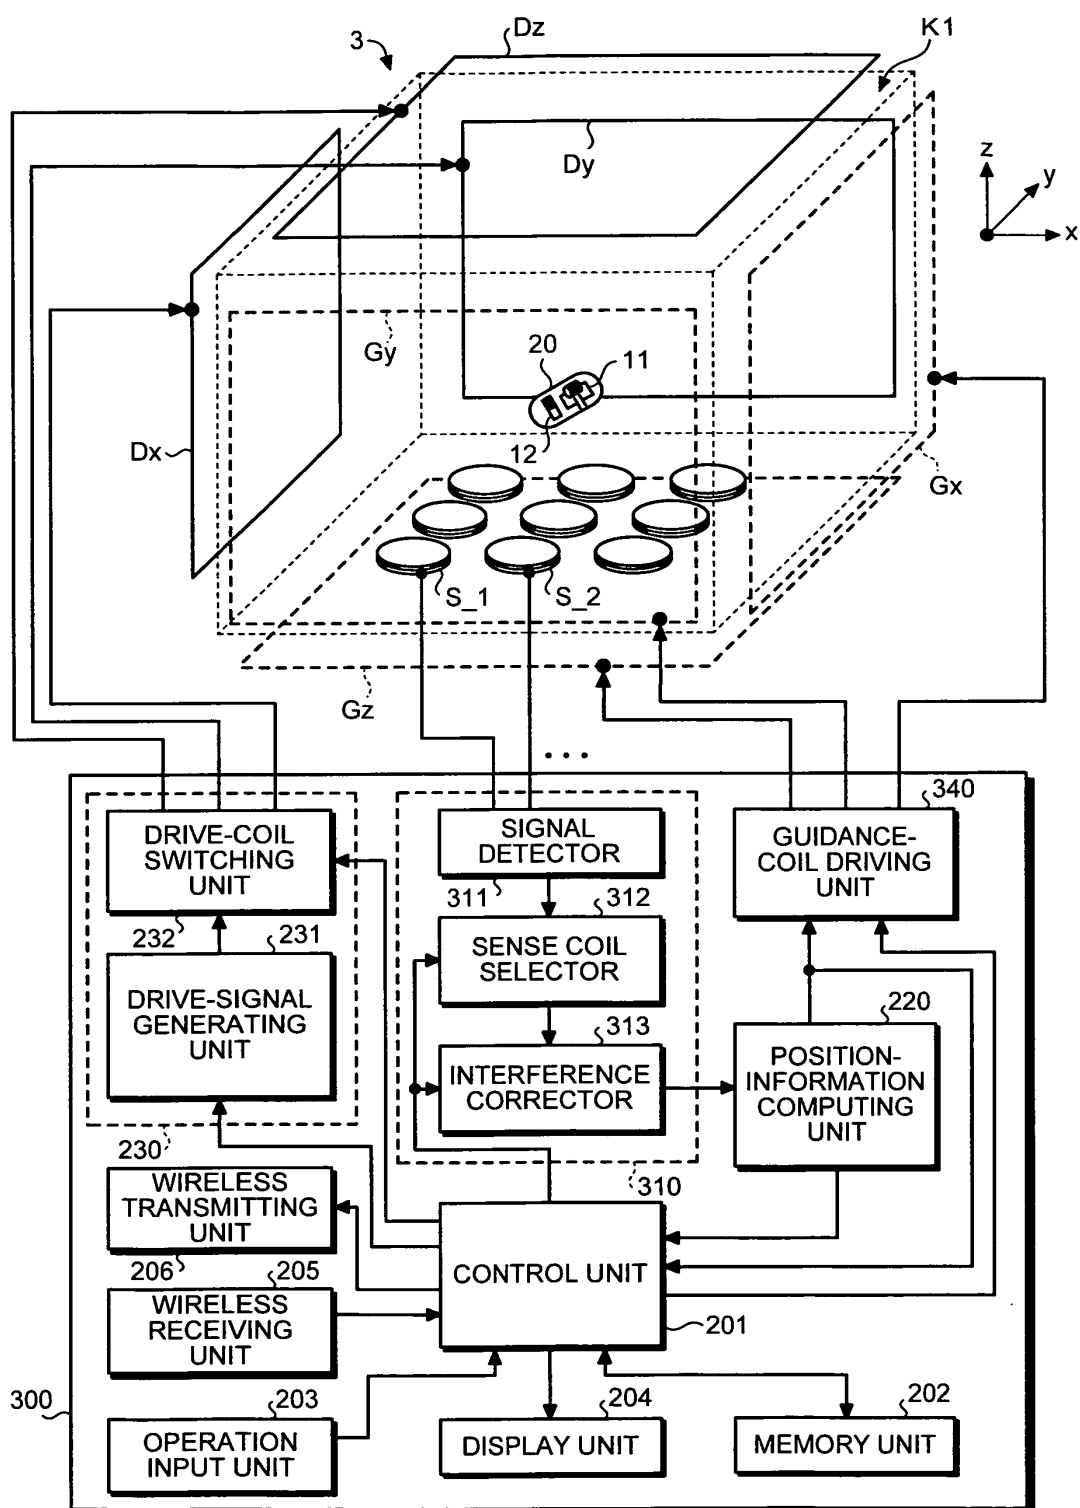 Dz
K1
3
Dy
z
y
x
Gy
20
11
12
Dx
Gx
S_1
S_2
Gz
...
340
DRIVE-COIL
SWITCHING
UNIT
SIGNAL
DETECTOR
GUIDANCE-
COIL DRIVING
UNIT
311
312
232
231
SENSE COIL
SELECTOR
DRIVE-SIGNAL
GENERATING
UNIT
313
220
INTERFERENCE
CORRECTOR
POSITION-
INFORMATION
COMPUTING
UNIT
230
310
WIRELESS
TRANSMITTING
UNIT
206
205
CONTROL UNIT
WIRELESS
RECEIVING
UNIT
201
300
203
204
202
OPERATION
INPUT UNIT
DISPLAY UNIT
MEMORY UNIT